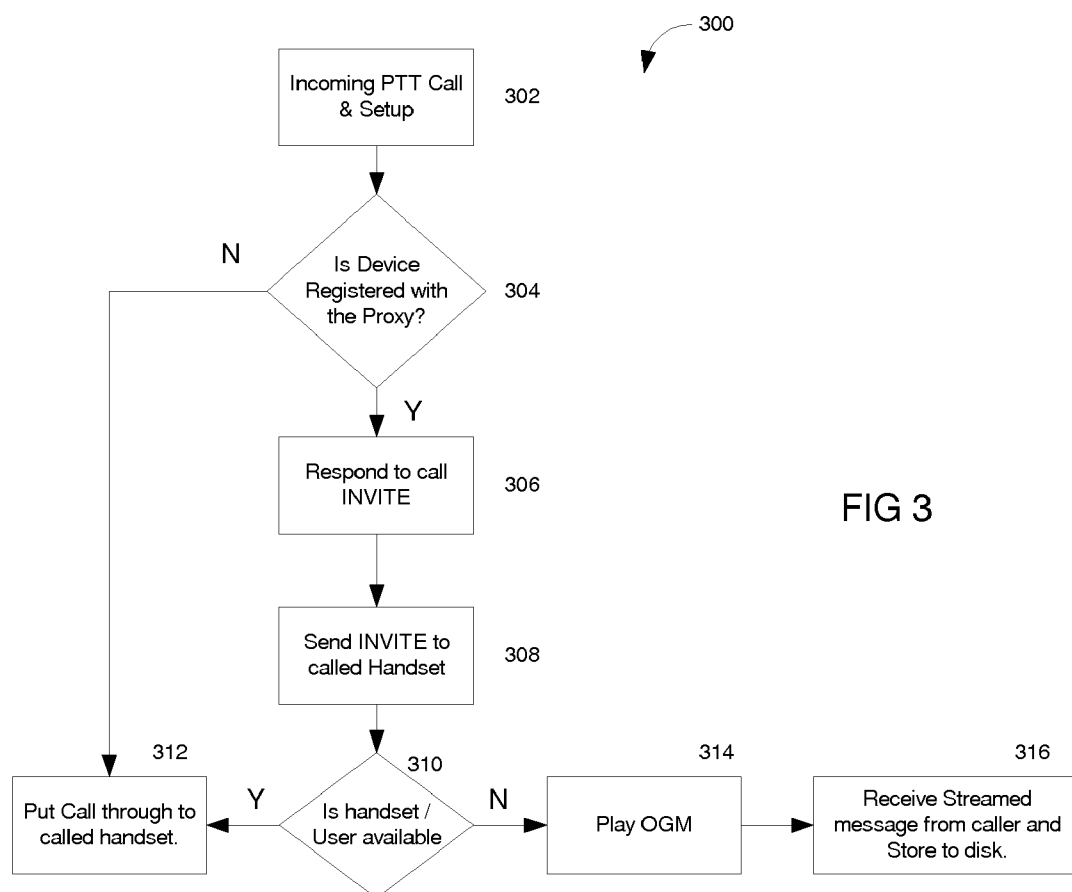 300
Incoming PTT Call
& Setup
302
N
Is Device
Registered with
the Proxy?
304
Y
Respond to call
INVITE
306
FIG 3
Send INVITE to
called Handset
308
312
Put Call through to
called handset.
Y
310
Is handset /
User available
N
314
Play OGM
316
Receive Streamed
message from caller and
Store to disk.